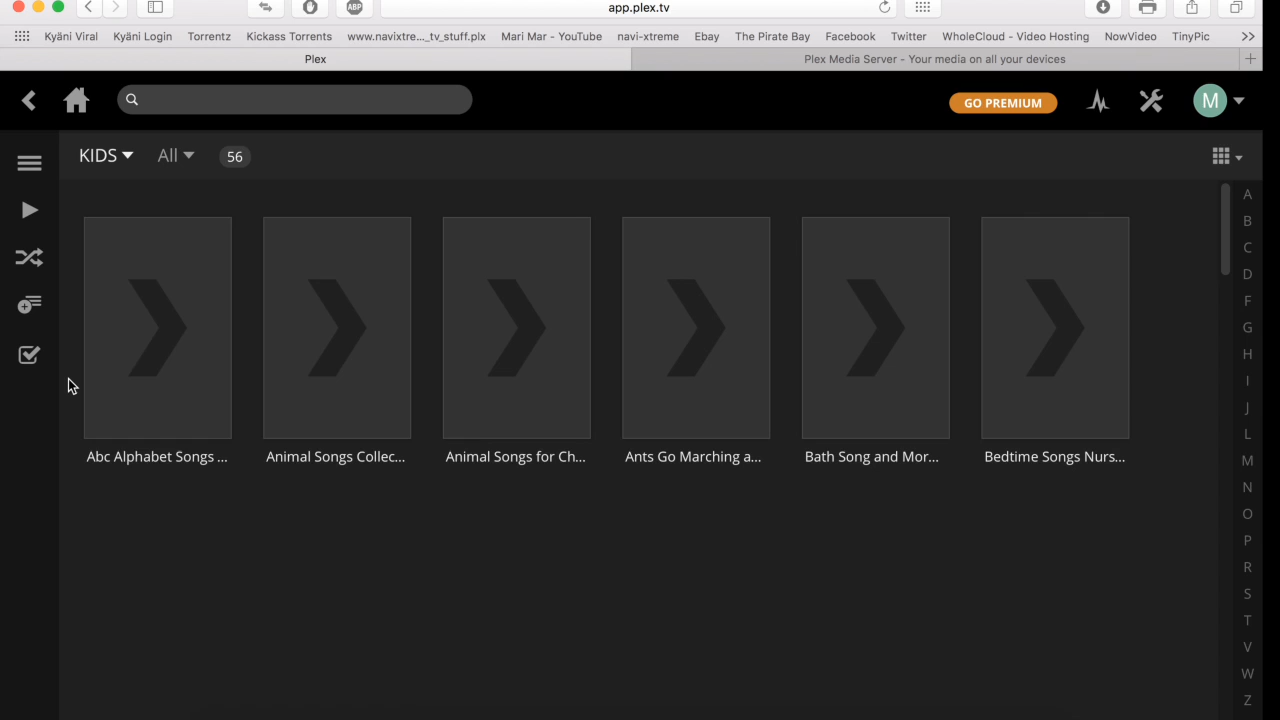 app.plex.tv
ABP
Kyäni Viral Kyäni Login Torrentz Kickass Torrents www.navixtre..._tv_stuff.plx Mari Mar - YouTube navi-xtreme Ebay The Pirate Bay Facebook Twitter WholeCloud - Video Hosting NowVideo TinyPic
Plex Plex Media Server - Your media on all your devices
GO PREMIUM M
KIDS All 56
Abc Alphabet Songs ... Animal Songs Collec... Animal Songs for Ch... Ants Go Marching a... Bath Song and Mor... Bedtime Songs Nurs...
A
B
C
D
F
G
H
I
J
L
M
N
O
P
R
S
T
V
W
Z